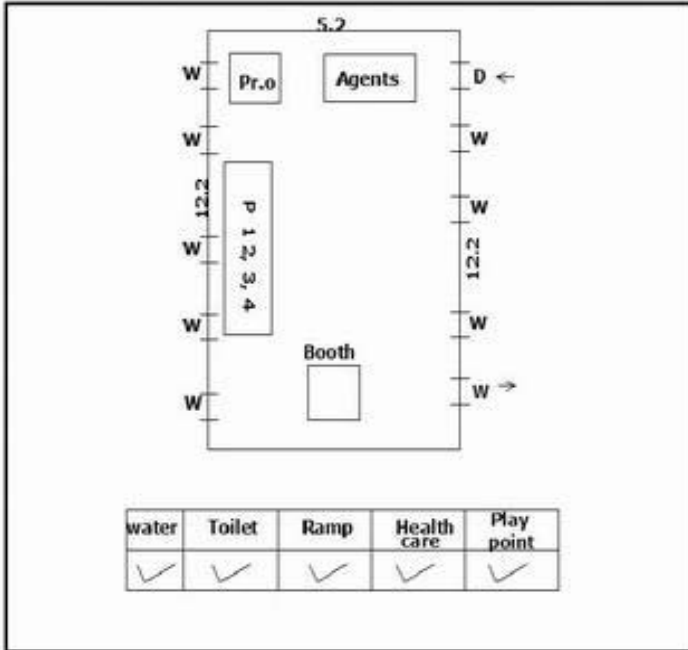 5.2
W
Pr.o
Agents
D ←
W
W
12.2
P 1 2, 3, 4
W
W
12.2
W
W
Booth
W
W →
water Toilet Ramp Health care Play point
✓ ✓ ✓ ✓ ✓